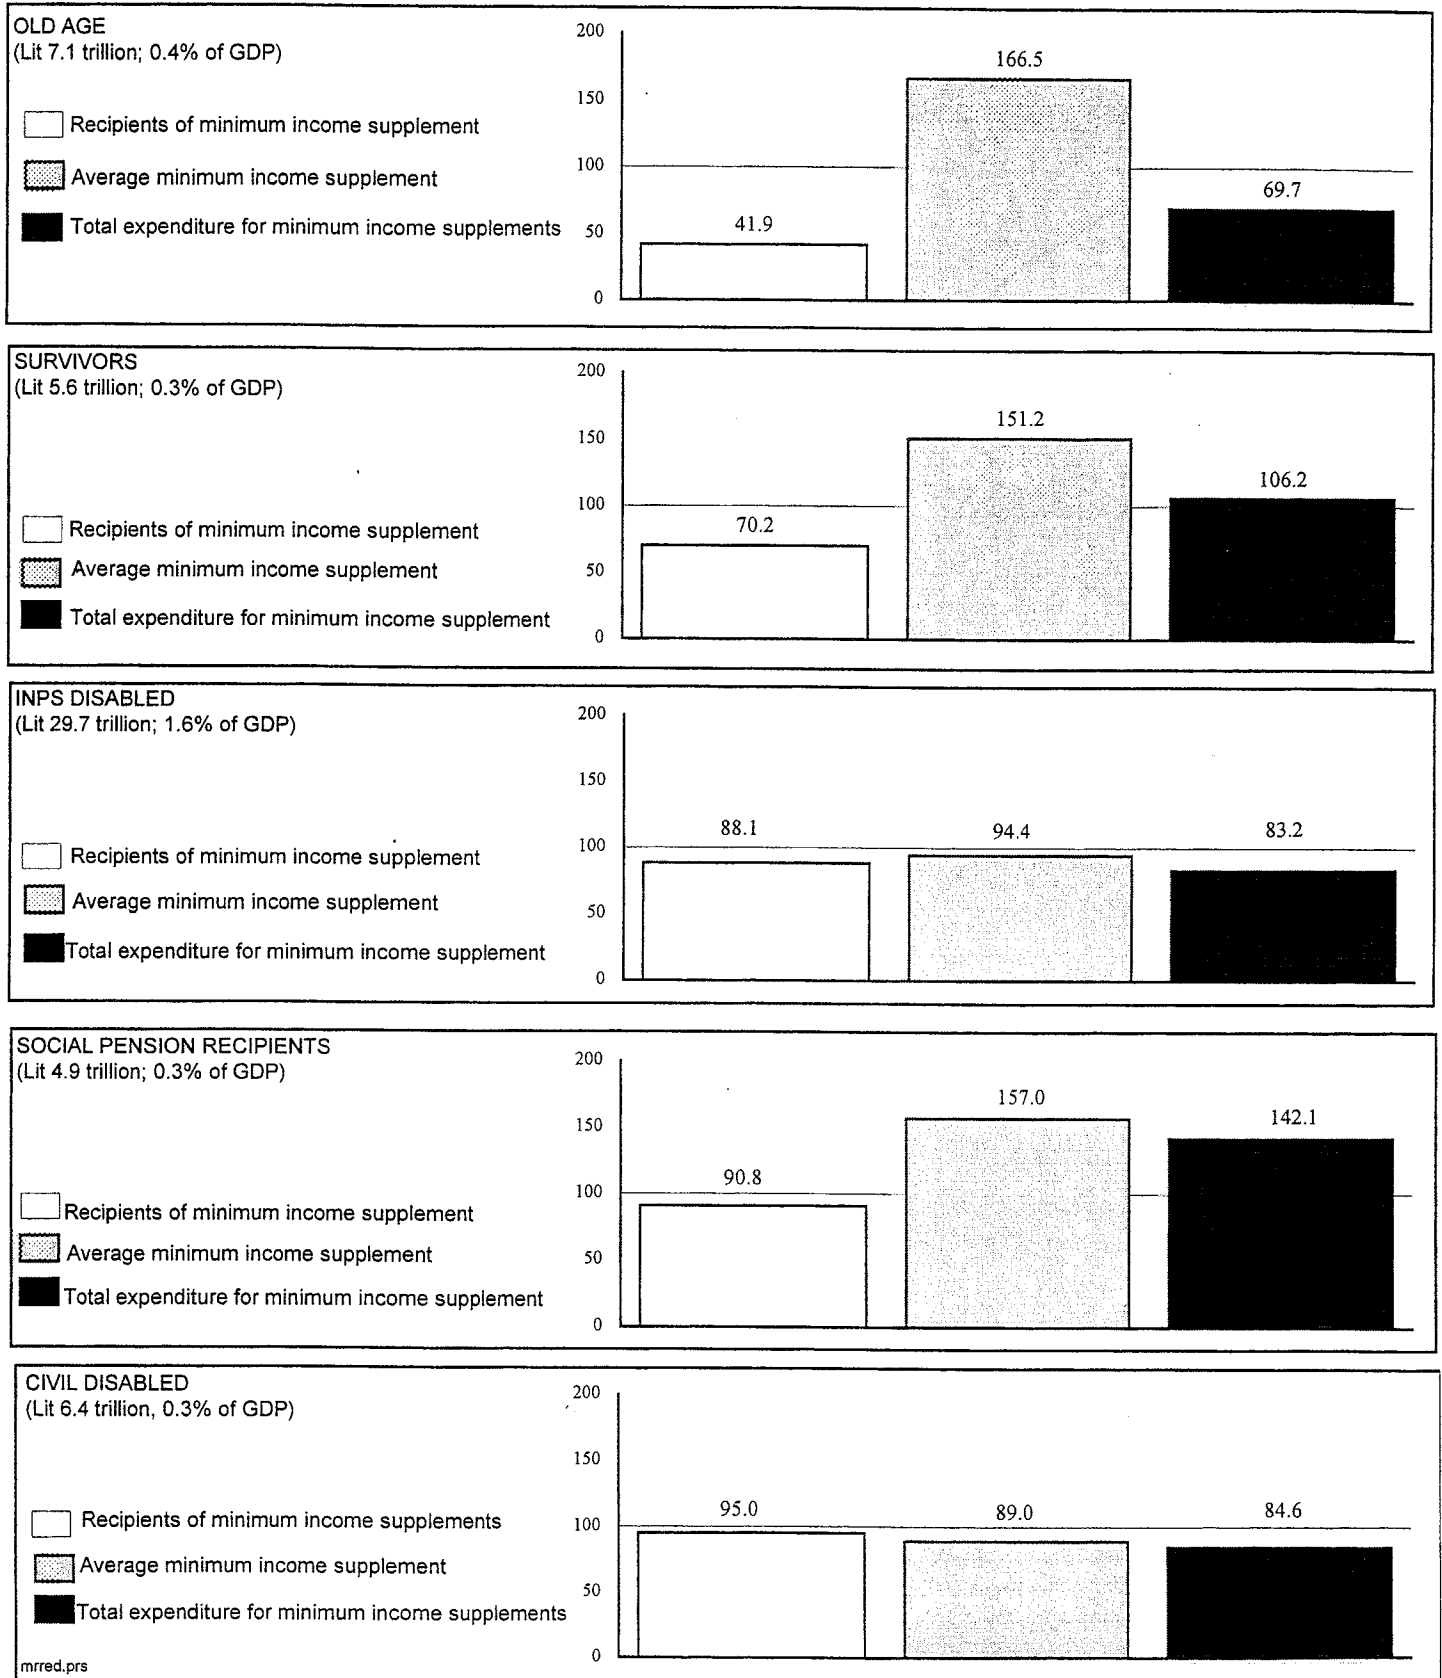 OLD AGE
(Lit 7.1 trillion; 0.4% of GDP)
Recipients of minimum income supplement
Average minimum income supplement
Total expenditure for minimum income supplements
200
150
100
50
0
41.9
166.5
69.7
SURVIVORS
(Lit 5.6 trillion; 0.3% of GDP)
Recipients of minimum income supplement
Average minimum income supplement
Total expenditure for minimum income supplement
200
150
100
50
0
70.2
151.2
106.2
INPS DISABLED
(Lit 29.7 trillion; 1.6% of GDP)
Recipients of minimum income supplement
Average minimum income supplement
Total expenditure for minimum income supplement
200
150
100
50
0
88.1
94.4
83.2
SOCIAL PENSION RECIPIENTS
(Lit 4.9 trillion; 0.3% of GDP)
Recipients of minimum income supplement
Average minimum income supplement
Total expenditure for minimum income supplement
200
150
100
50
0
90.8
157.0
142.1
CIVIL DISABLED
(Lit 6.4 trillion, 0.3% of GDP)
Recipients of minimum income supplements
Average minimum income supplement
Total expenditure for minimum income supplements
200
150
100
50
0
95.0
89.0
84.6
mrred.prs